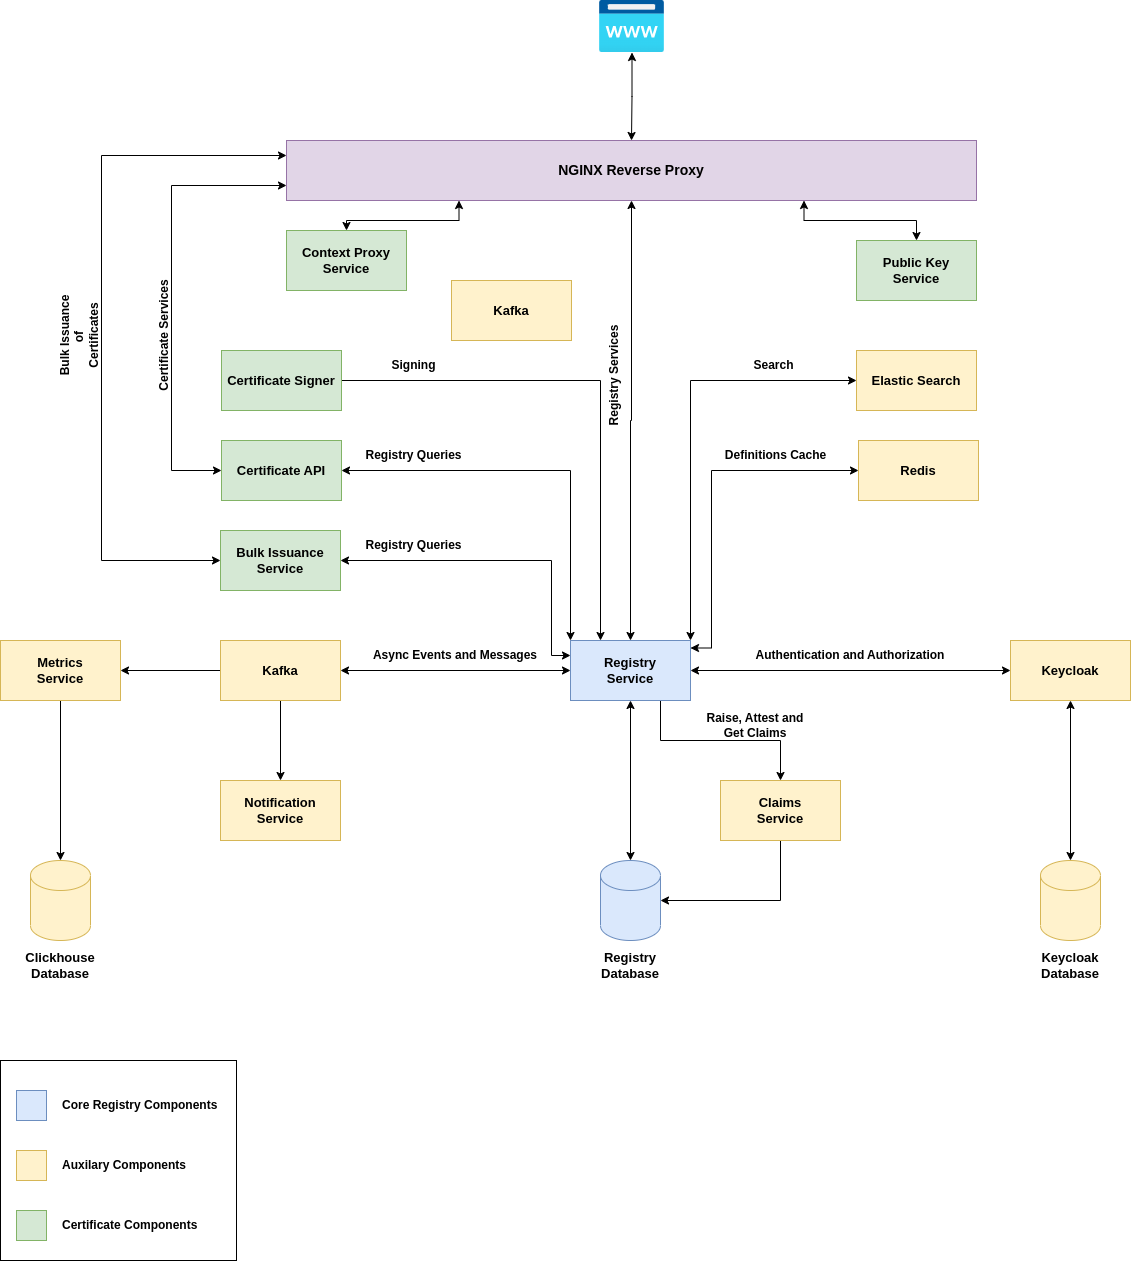 WWW
NGINX Reverse Proxy
Context Proxy
Service
Public Key
Service
Kafka
Bulk Issuance
of
Certificates
Certificate Services
Registry Services
Certificate Signer
Signing
Search
Elastic Search
Certificate API
Registry Queries
Definitions Cache
Redis
Bulk Issuance
Service
Registry Queries
Metrics
Service
Kafka
Async Events and Messages
Registry
Service
Authentication and Authorization
Keycloak
Raise, Attest and
Get Claims
Notification
Service
Claims
Service
Clickhouse
Database
Registry
Database
Keycloak
Database
Core Registry Components
Auxilary Components
Certificate Components